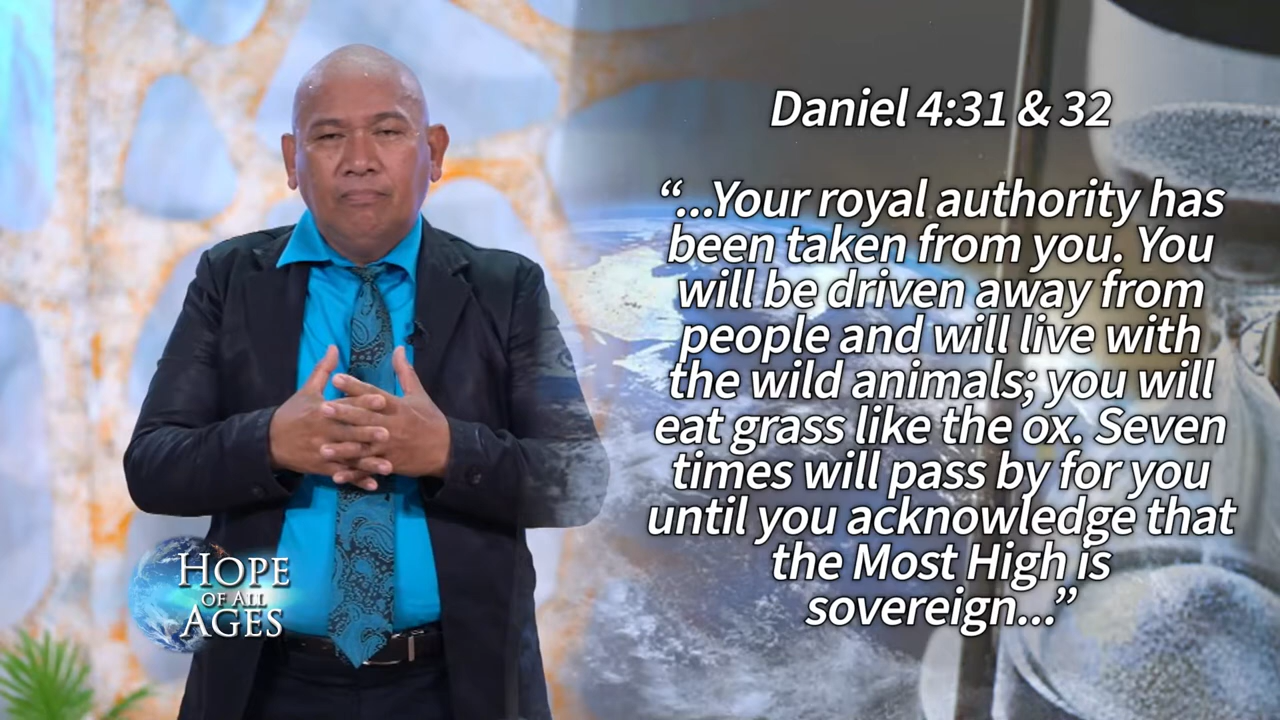 Daniel 4:31 & 32
“...Your royal authority has
been taken from you. You
will be driven away from
people and will live with
the wild animals; you will
eat grass like the ox. Seven
times will pass by for you
until you acknowledge that
the Most High is
sovereign...”
HOPE
OF ALL
AGES